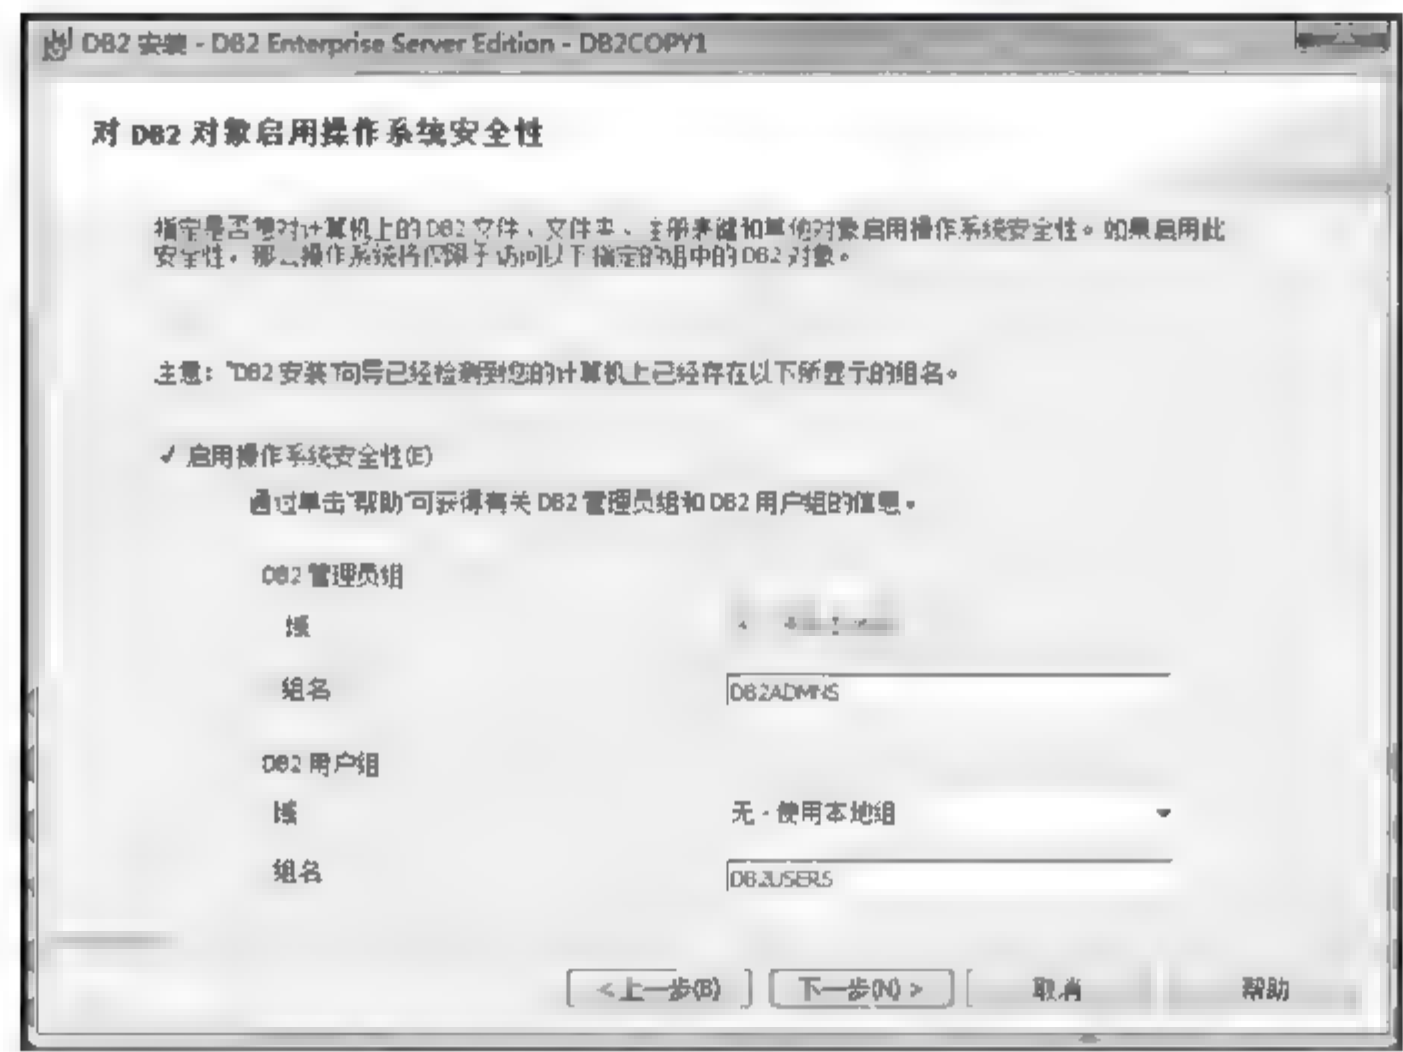 DB2 安装 - DB2 Enterprise Server Edition - DB2COPY1
对 DB2 对象启用操作系统安全性
指定是否想对计算机上的 DB2 文件、文件夹、注册表键和其他对象启用操作系统安全性。如果启用此
安全性，那么操作系统将仅限于访问以下指定的组中的 DB2 对象。
注意："DB2 安装"向导已经检测到您的计算机上已经存在以下所显示的组名。
✓ 启用操作系统安全性(E)
通过单击"帮助"可获得有关 DB2 管理员组和 DB2 用户组的信息。
DB2 管理员组
域
组名 DB2ADMNS
DB2 用户组
域 无 - 使用本地组
组名 DB2USERS
< 上一步(B) 下一步(N) > 取消 帮助